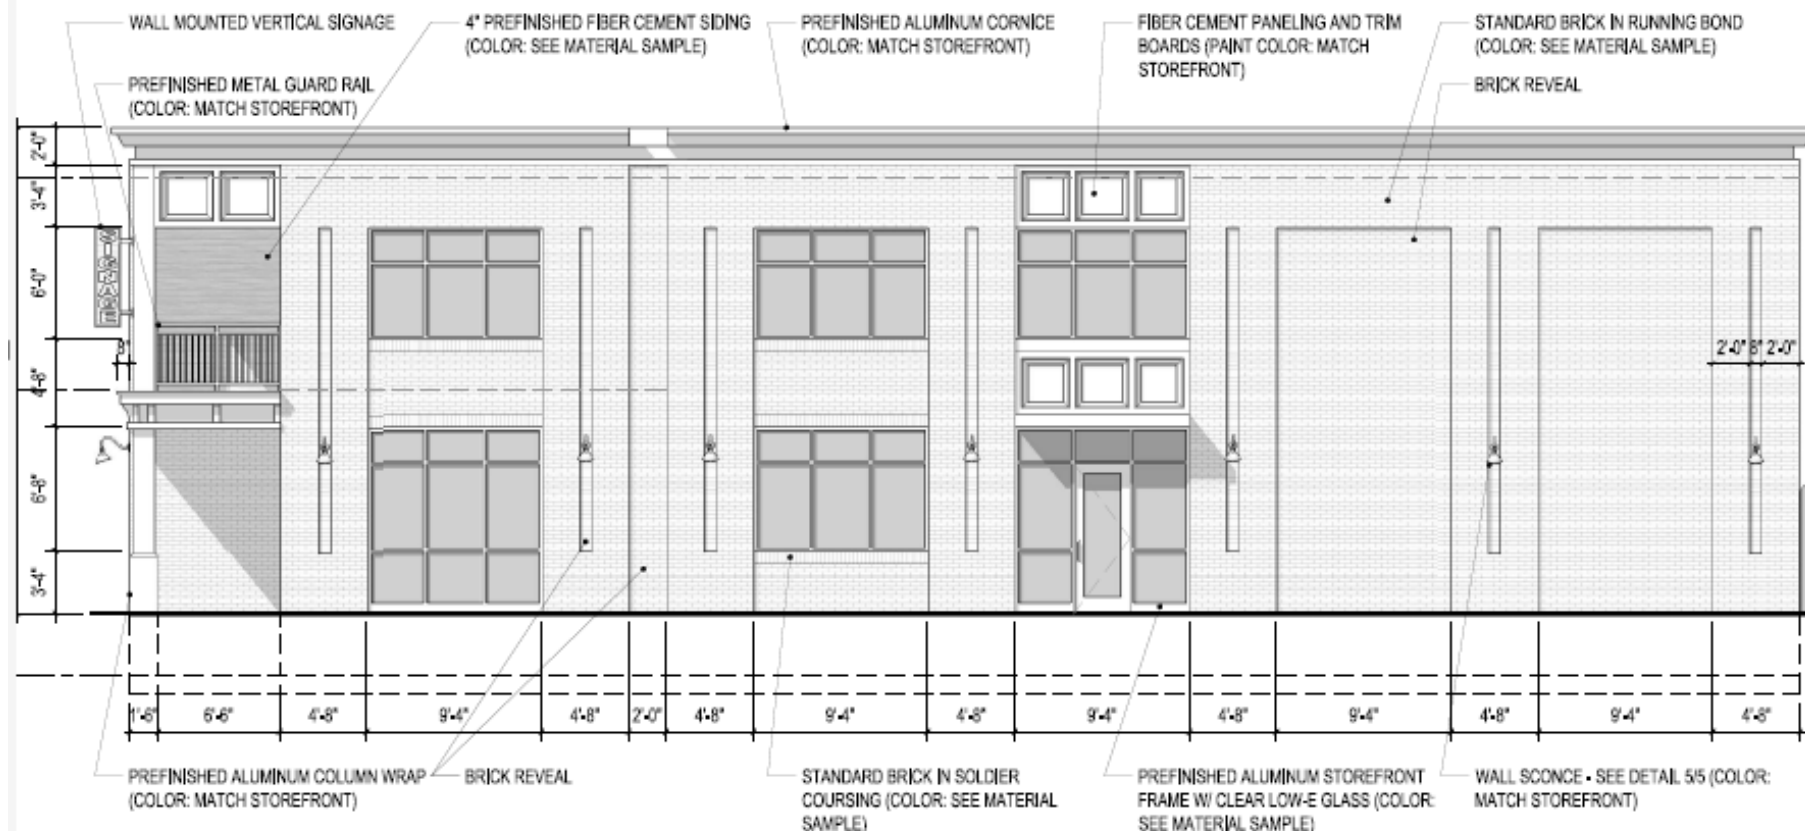 WALL MOUNTED VERTICAL SIGNAGE
4" PREFINISHED FIBER CEMENT SIDING
(COLOR: SEE MATERIAL SAMPLE)
PREFINISHED ALUMINUM CORNICE
(COLOR: MATCH STOREFRONT)
FIBER CEMENT PANELING AND TRIM
BOARDS (PAINT COLOR: MATCH
STOREFRONT)
STANDARD BRICK IN RUNNING BOND
(COLOR: SEE MATERIAL SAMPLE)
PREFINISHED METAL GUARD RAIL
(COLOR: MATCH STOREFRONT)
BRICK REVEAL
2'-0"
3'-4"
6'-0"
4'-8"
6'-8"
3'-4"
SIGNAGE
8"
2'-0" 8" 2'-0"
1'-6" 6'-6" 4'-8" 9'-4" 4'-8" 2'-0" 4'-8" 9'-4" 4'-8" 9'-4" 4'-8" 9'-4" 4'-8" 9'-4" 4'-8"
PREFINISHED ALUMINUM COLUMN WRAP
(COLOR: MATCH STOREFRONT)
BRICK REVEAL
STANDARD BRICK IN SOLDIER
COURSING (COLOR: SEE MATERIAL
SAMPLE)
PREFINISHED ALUMINUM STOREFRONT
FRAME W/ CLEAR LOW-E GLASS (COLOR:
SEE MATERIAL SAMPLE)
WALL SCONCE - SEE DETAIL 5/5 (COLOR:
MATCH STOREFRONT)